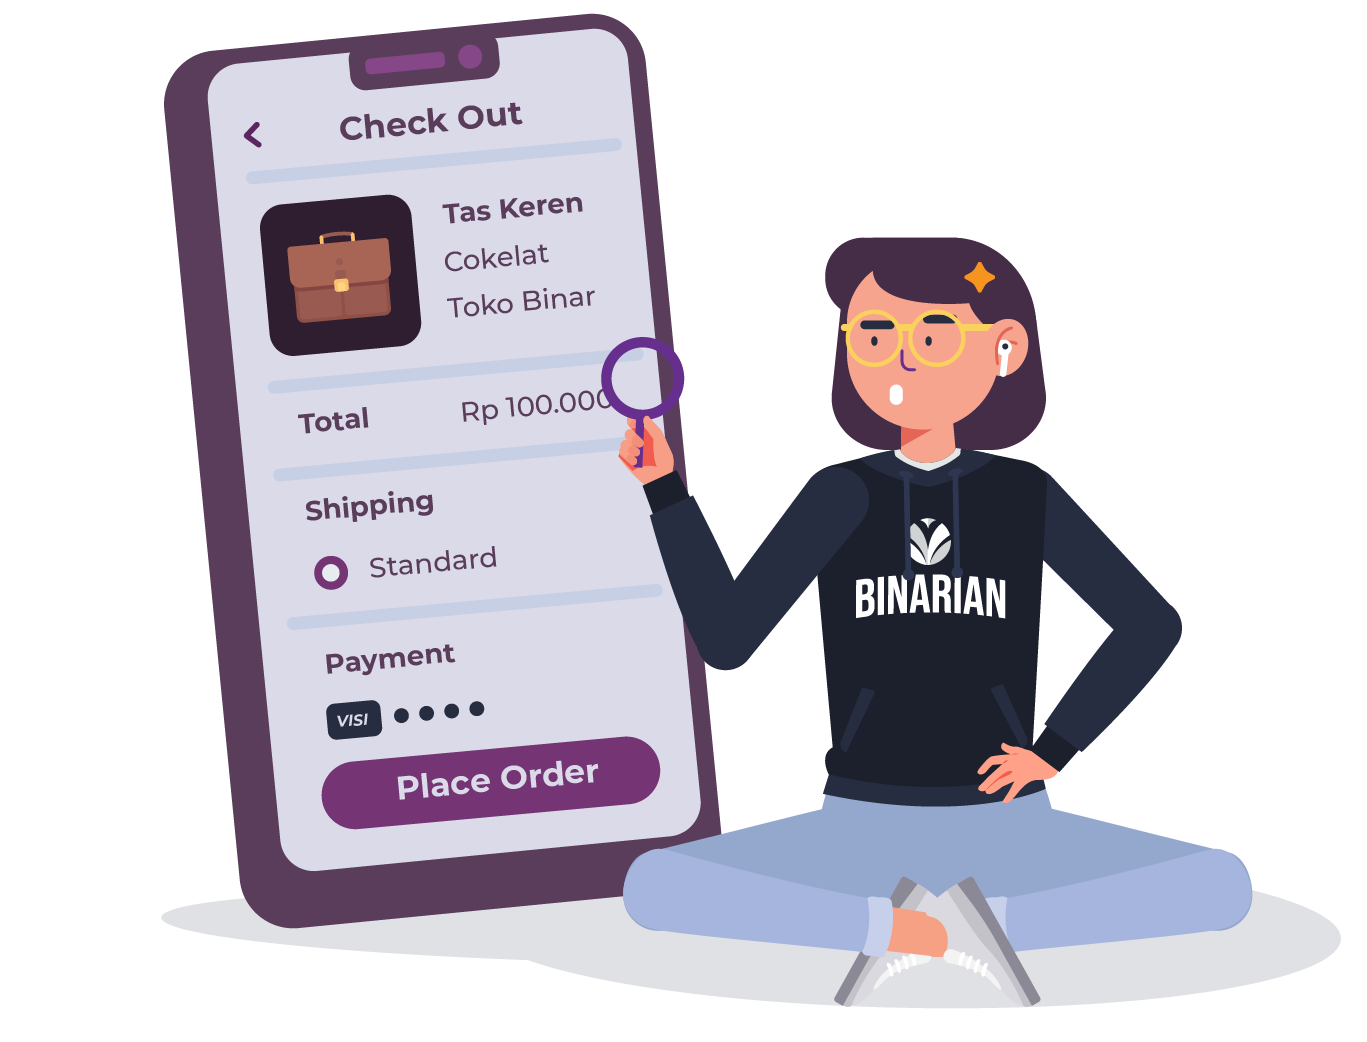 Check Out
Tas Keren
Cokelat
Toko Binar
Total
Rp 100.000
Shipping
Standard
Payment
VISI
Place Order
BINARIAN